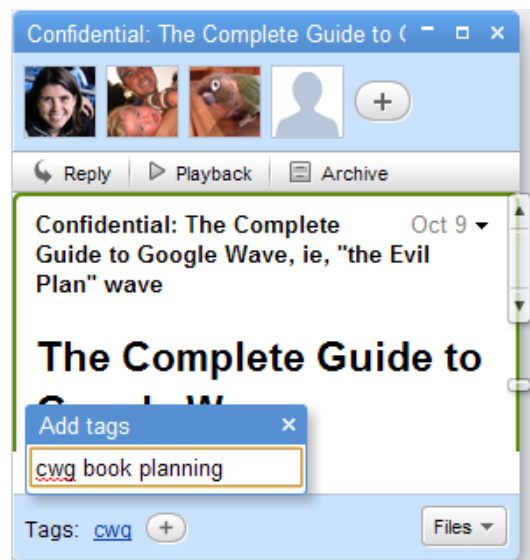 Confidential: The Complete Guide to (
Reply Playback Archive
Confidential: The Complete Oct 9
Guide to Google Wave, ie, "the Evil
Plan" wave
The Complete Guide to
Add tags
cwg book planning
Tags: cwg
Files